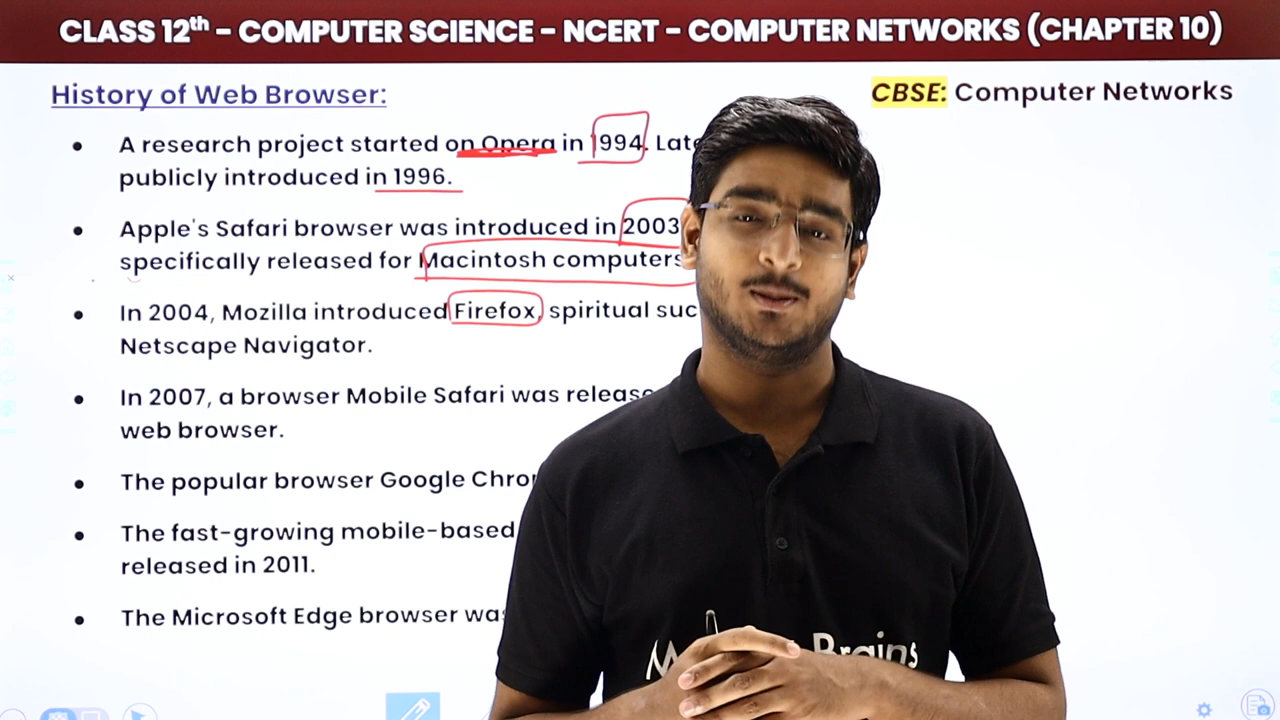 CLASS 12th – COMPUTER SCIENCE – NCERT – COMPUTER NETWORKS (CHAPTER 10)
History of Web Browser:
CBSE: Computer Networks
• A research project started on Opera in 1994. Late
publicly introduced in 1996.
• Apple's Safari browser was introduced in 2003
specifically released for Macintosh computers
• In 2004, Mozilla introduced Firefox, spiritual suc
Netscape Navigator.
• In 2007, a browser Mobile Safari was release
web browser.
• The popular browser Google Chro
• The fast-growing mobile-based
released in 2011.
• The Microsoft Edge browser was
Brains